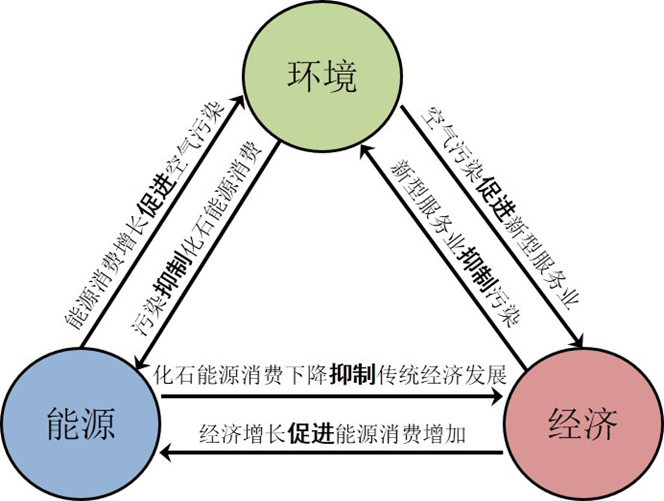 环境
能源消费增长促进空气污染
污染抑制化石能源消费
新型服务业抑制污染
空气污染促进新型服务业
化石能源消费下降抑制传统经济发展
能源
经济
经济增长促进能源消费增加